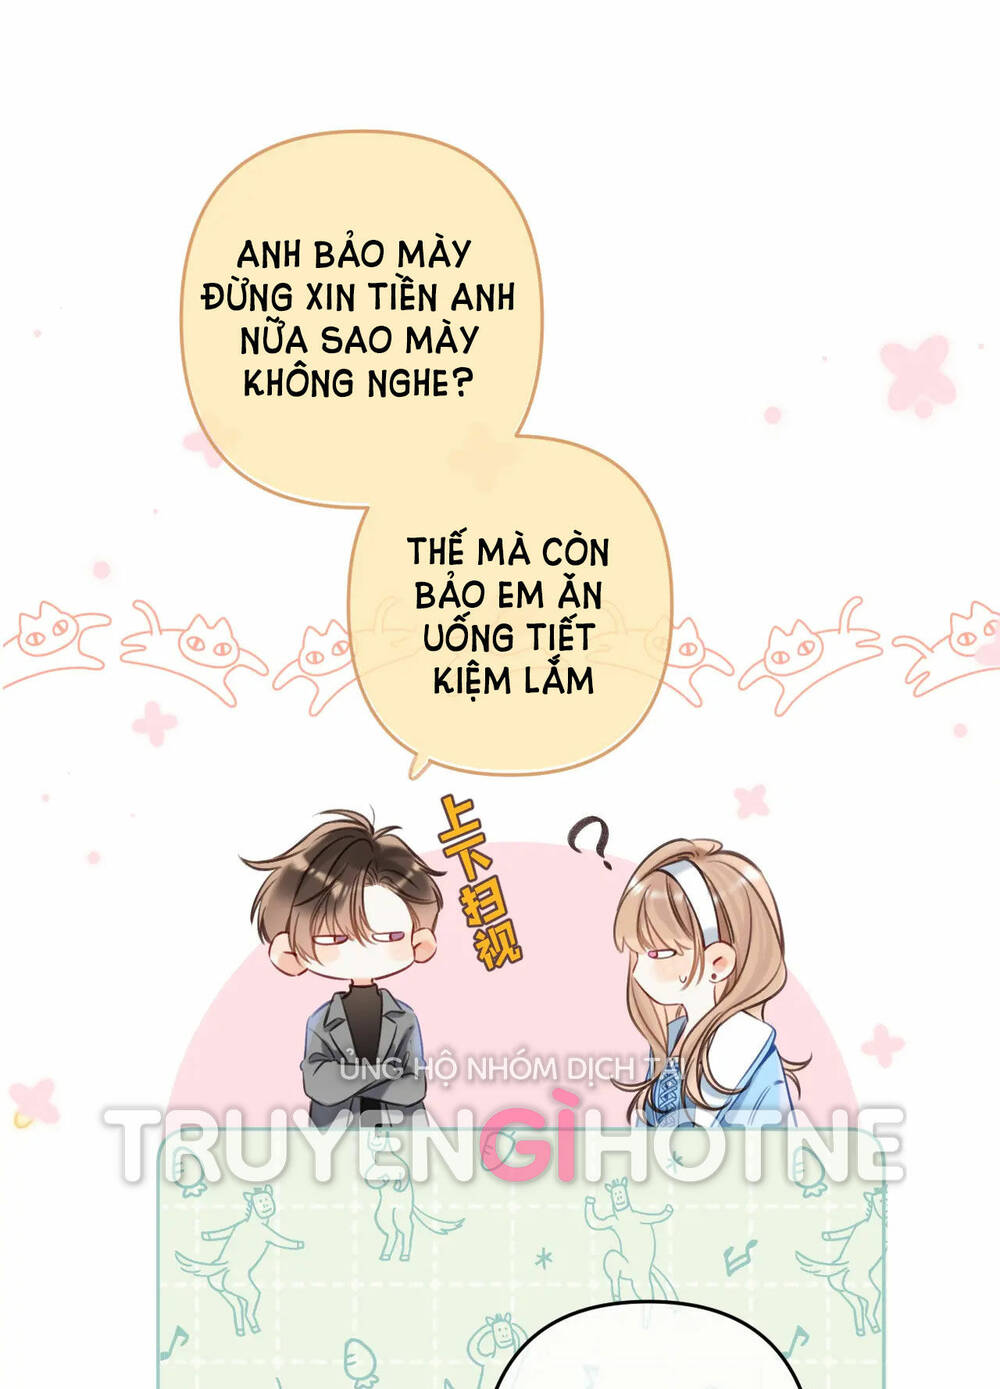 ANH BẢO MÀY
ĐỪNG XIN TIỀN ANH
NỮA SAO MÀY
KHÔNG NGHE?
THẾ MÀ CÒN
BẢO EM ĂN
UỐNG TIẾT
KIỆM LẮM
上下扫视
?
ỦNG HỘ NHÓM DỊCH TẠI
TRUYENGIHOTNE